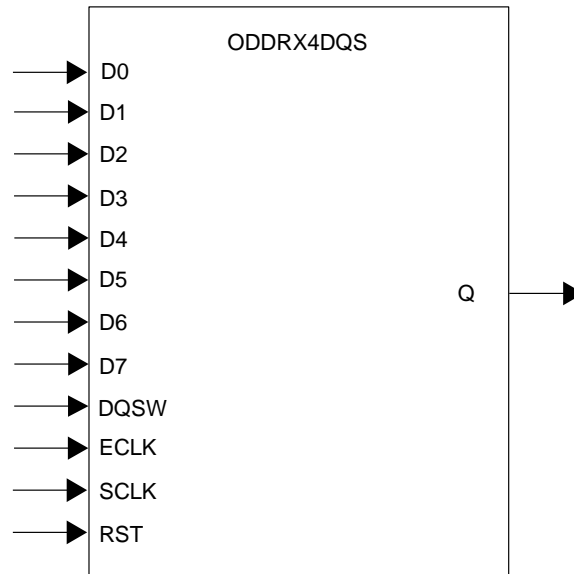 ODDRX4DQS
D0
D1
D2
D3
D4
D5
Q
D6
D7
DQSW
ECLK
SCLK
RST